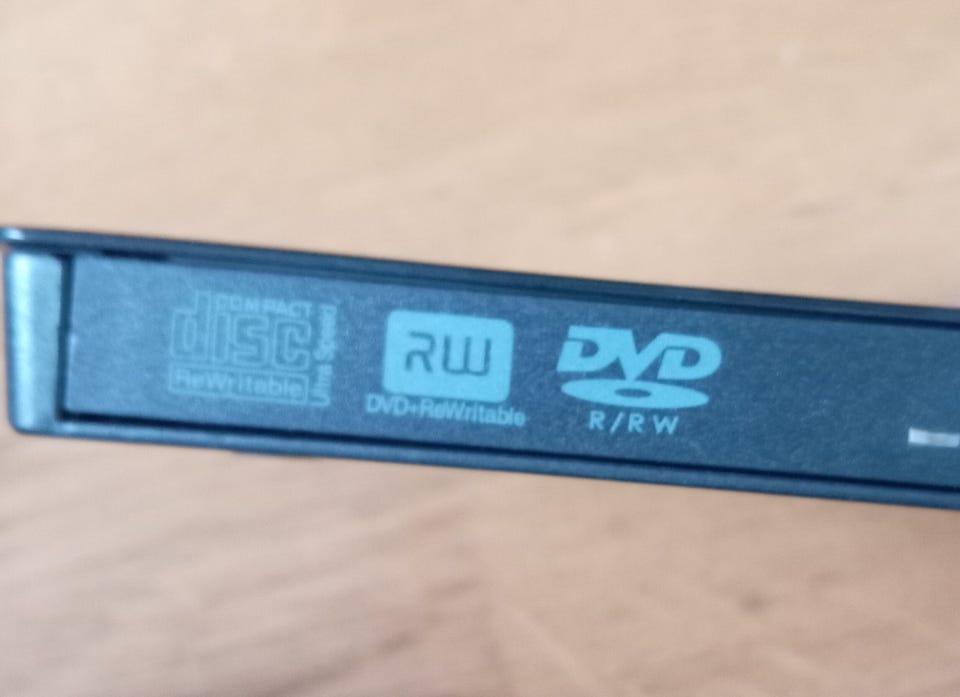 COMPACT
disc
ReWritable
Ultra Speed
RW
DVD+ReWritable
DVD
R/RW